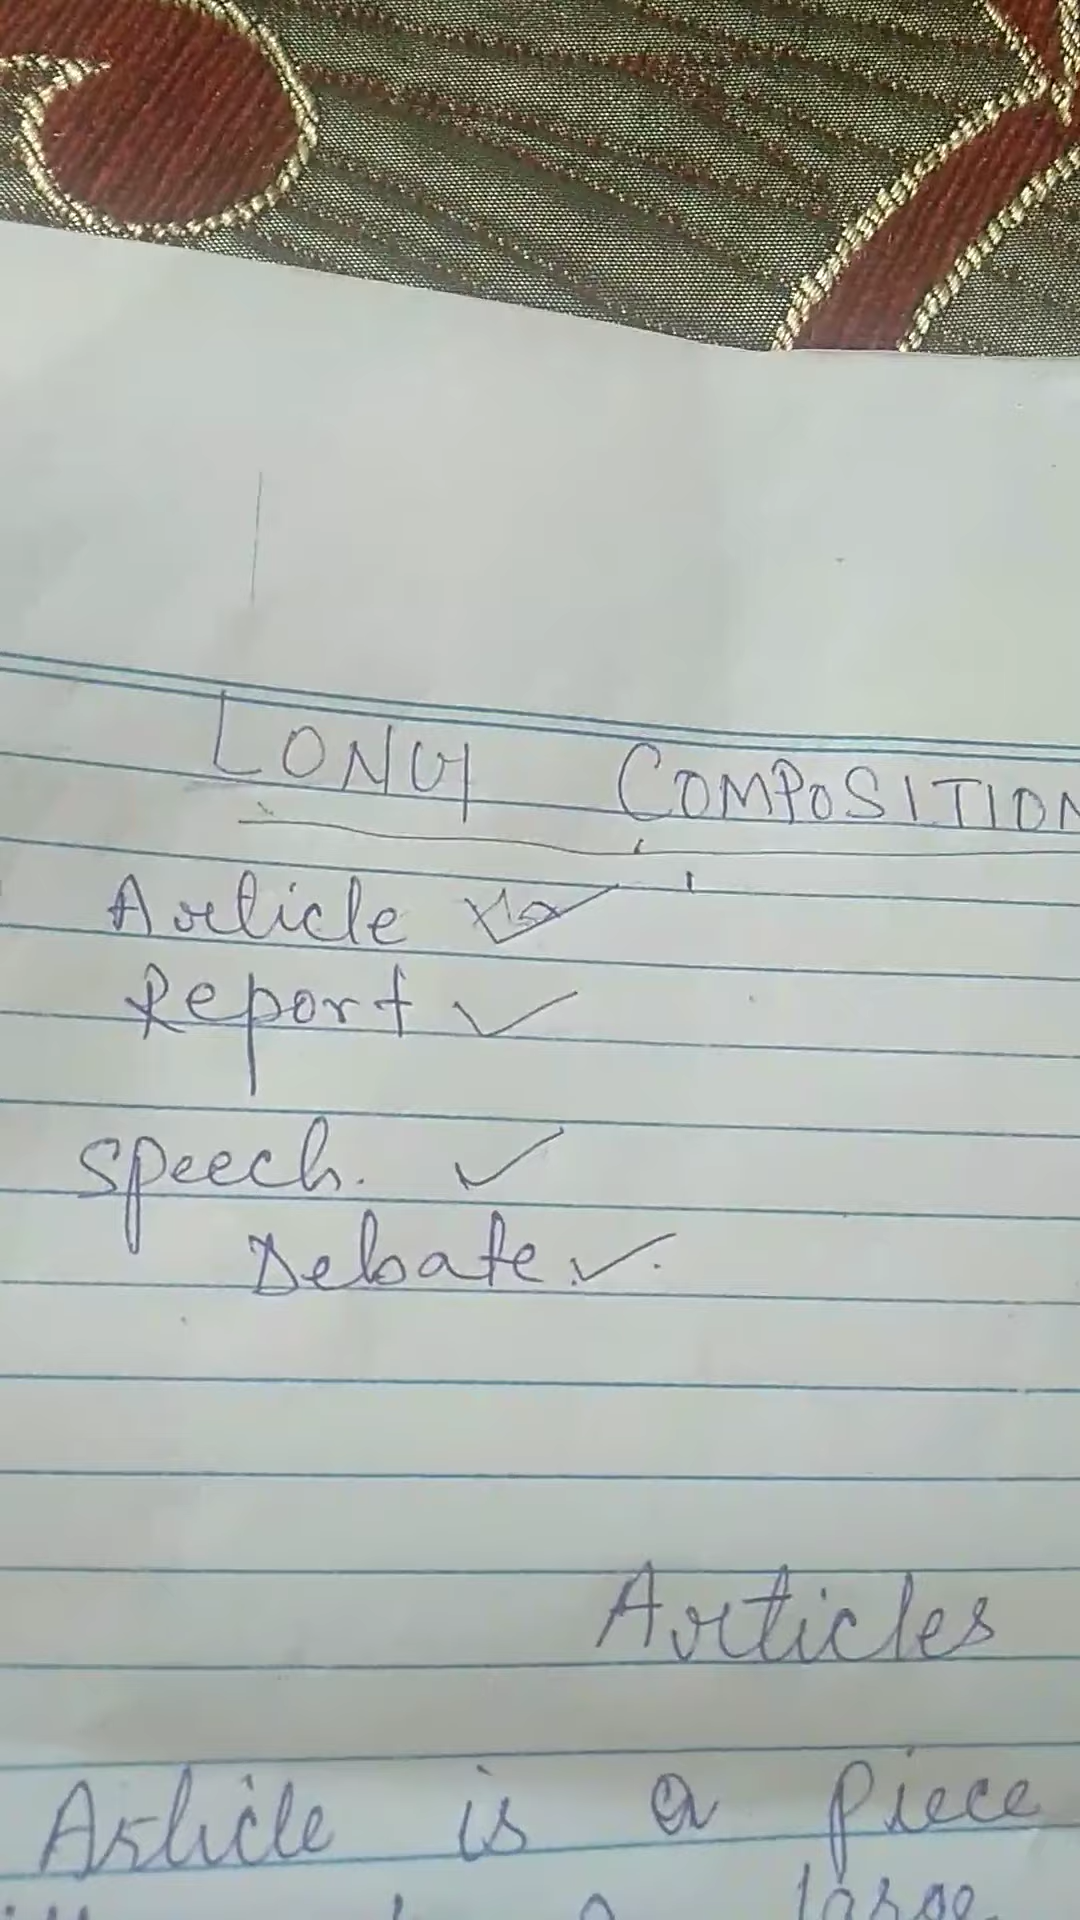 LONG COMPOSITION
Article
Report
Speech.
Debate
Articles
Article is a piece
large